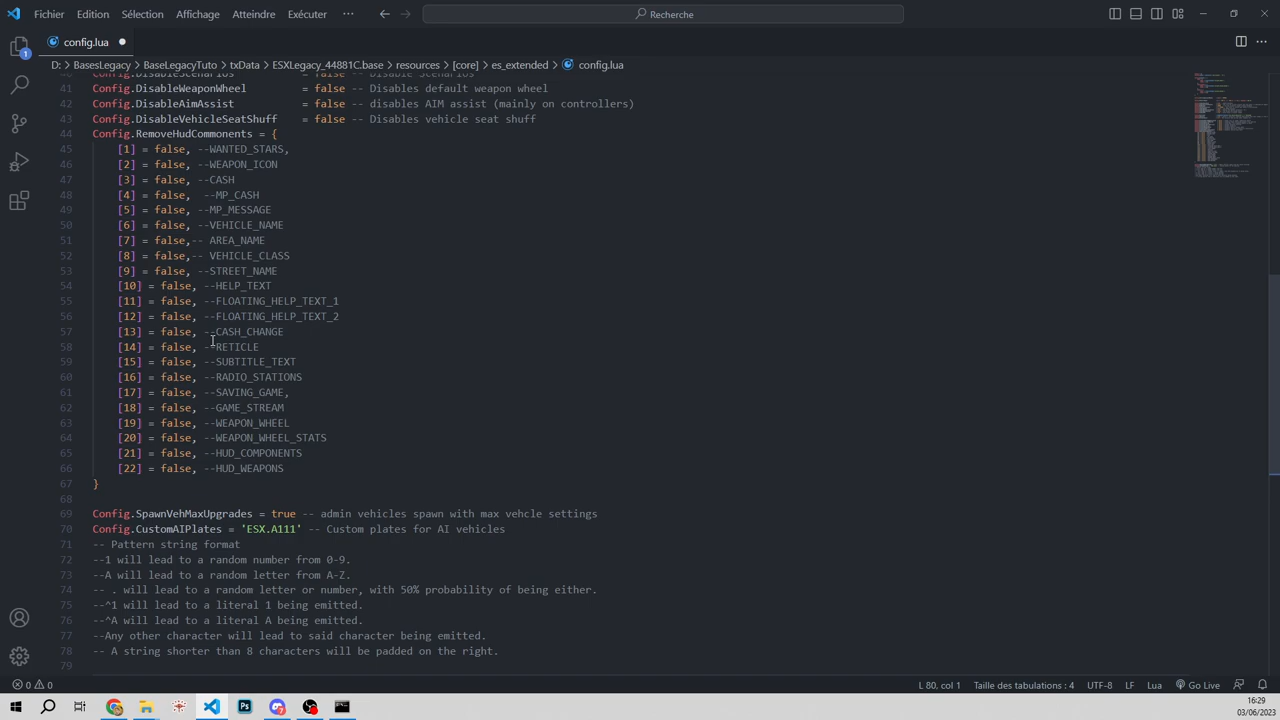 Fichier Edition Sélection Affichage Atteindre Exécuter ···
Recherche
config.lua
D: > BasesLegacy > BaseLegacyTuto > txData > ESXLegacy_44881C.base > resources > [core] > es_extended > config.lua
40 Config.DisableScenarios = false -- Disable Scenarios
41 Config.DisableWeaponWheel = false -- Disables default weapon wheel
42 Config.DisableAimAssist = false -- disables AIM assist (mainly on controllers)
43 Config.DisableVehicleSeatShuff = false -- Disables vehicle seat shuff
44 Config.RemoveHudCommonents = {
45 [1] = false, --WANTED_STARS,
46 [2] = false, --WEAPON_ICON
47 [3] = false, --CASH
48 [4] = false,  --MP_CASH
49 [5] = false, --MP_MESSAGE
50 [6] = false, --VEHICLE_NAME
51 [7] = false,-- AREA_NAME
52 [8] = false,-- VEHICLE_CLASS
53 [9] = false, --STREET_NAME
54 [10] = false, --HELP_TEXT
55 [11] = false, --FLOATING_HELP_TEXT_1
56 [12] = false, --FLOATING_HELP_TEXT_2
57 [13] = false, --CASH_CHANGE
58 [14] = false, --RETICLE
59 [15] = false, --SUBTITLE_TEXT
60 [16] = false, --RADIO_STATIONS
61 [17] = false, --SAVING_GAME,
62 [18] = false, --GAME_STREAM
63 [19] = false, --WEAPON_WHEEL
64 [20] = false, --WEAPON_WHEEL_STATS
65 [21] = false, --HUD_COMPONENTS
66 [22] = false, --HUD_WEAPONS
67 }
68
69 Config.SpawnVehMaxUpgrades = true -- admin vehicles spawn with max vehcle settings
70 Config.CustomAIPlates = 'ESX.A111' -- Custom plates for AI vehicles
71 -- Pattern string format
72 --1 will lead to a random number from 0-9.
73 --A will lead to a random letter from A-Z.
74 -- . will lead to a random letter or number, with 50% probability of being either.
75 --^1 will lead to a literal 1 being emitted.
76 --^A will lead to a literal A being emitted.
77 --Any other character will lead to said character being emitted.
78 -- A string shorter than 8 characters will be padded on the right.
79
1
0 0
L 80, col 1 Taille des tabulations : 4 UTF-8 LF Lua Go Live
Ps
16:29
03/06/2023